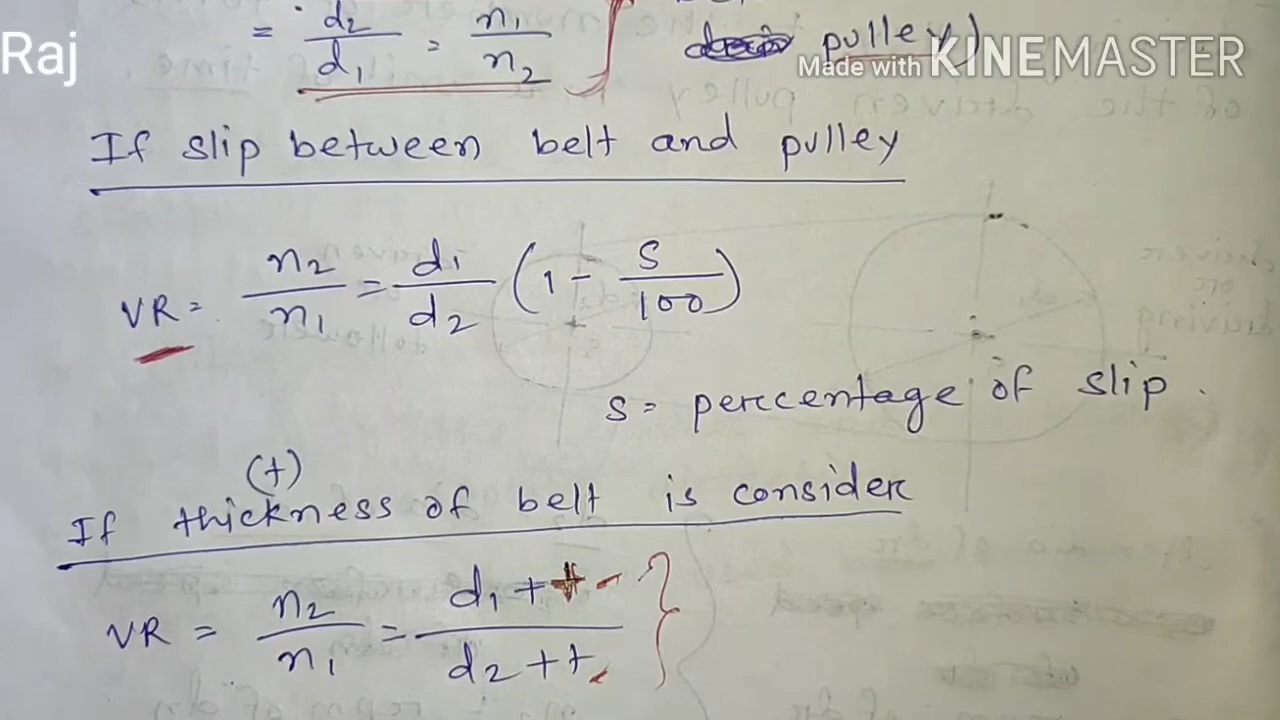 = d2/d1 = n1/n2
pulley)
Raj
Made with KINEMASTER
If slip between belt and pulley
VR = n2/n1 = d1/d2 (1 - S/100)
S = perccentage of slip.
(t)
If thickness of belt is consider
VR = n2/n1 = d1 + t / d2 + t